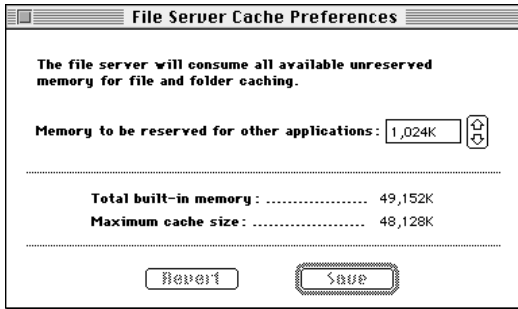 File Server Cache Preferences
The file server will consume all available unreserved
memory for file and folder caching.
Memory to be reserved for other applications: 1,024K
Total built-in memory: .................. 49,152K
Maximum cache size: .................... 48,128K
Revert Save